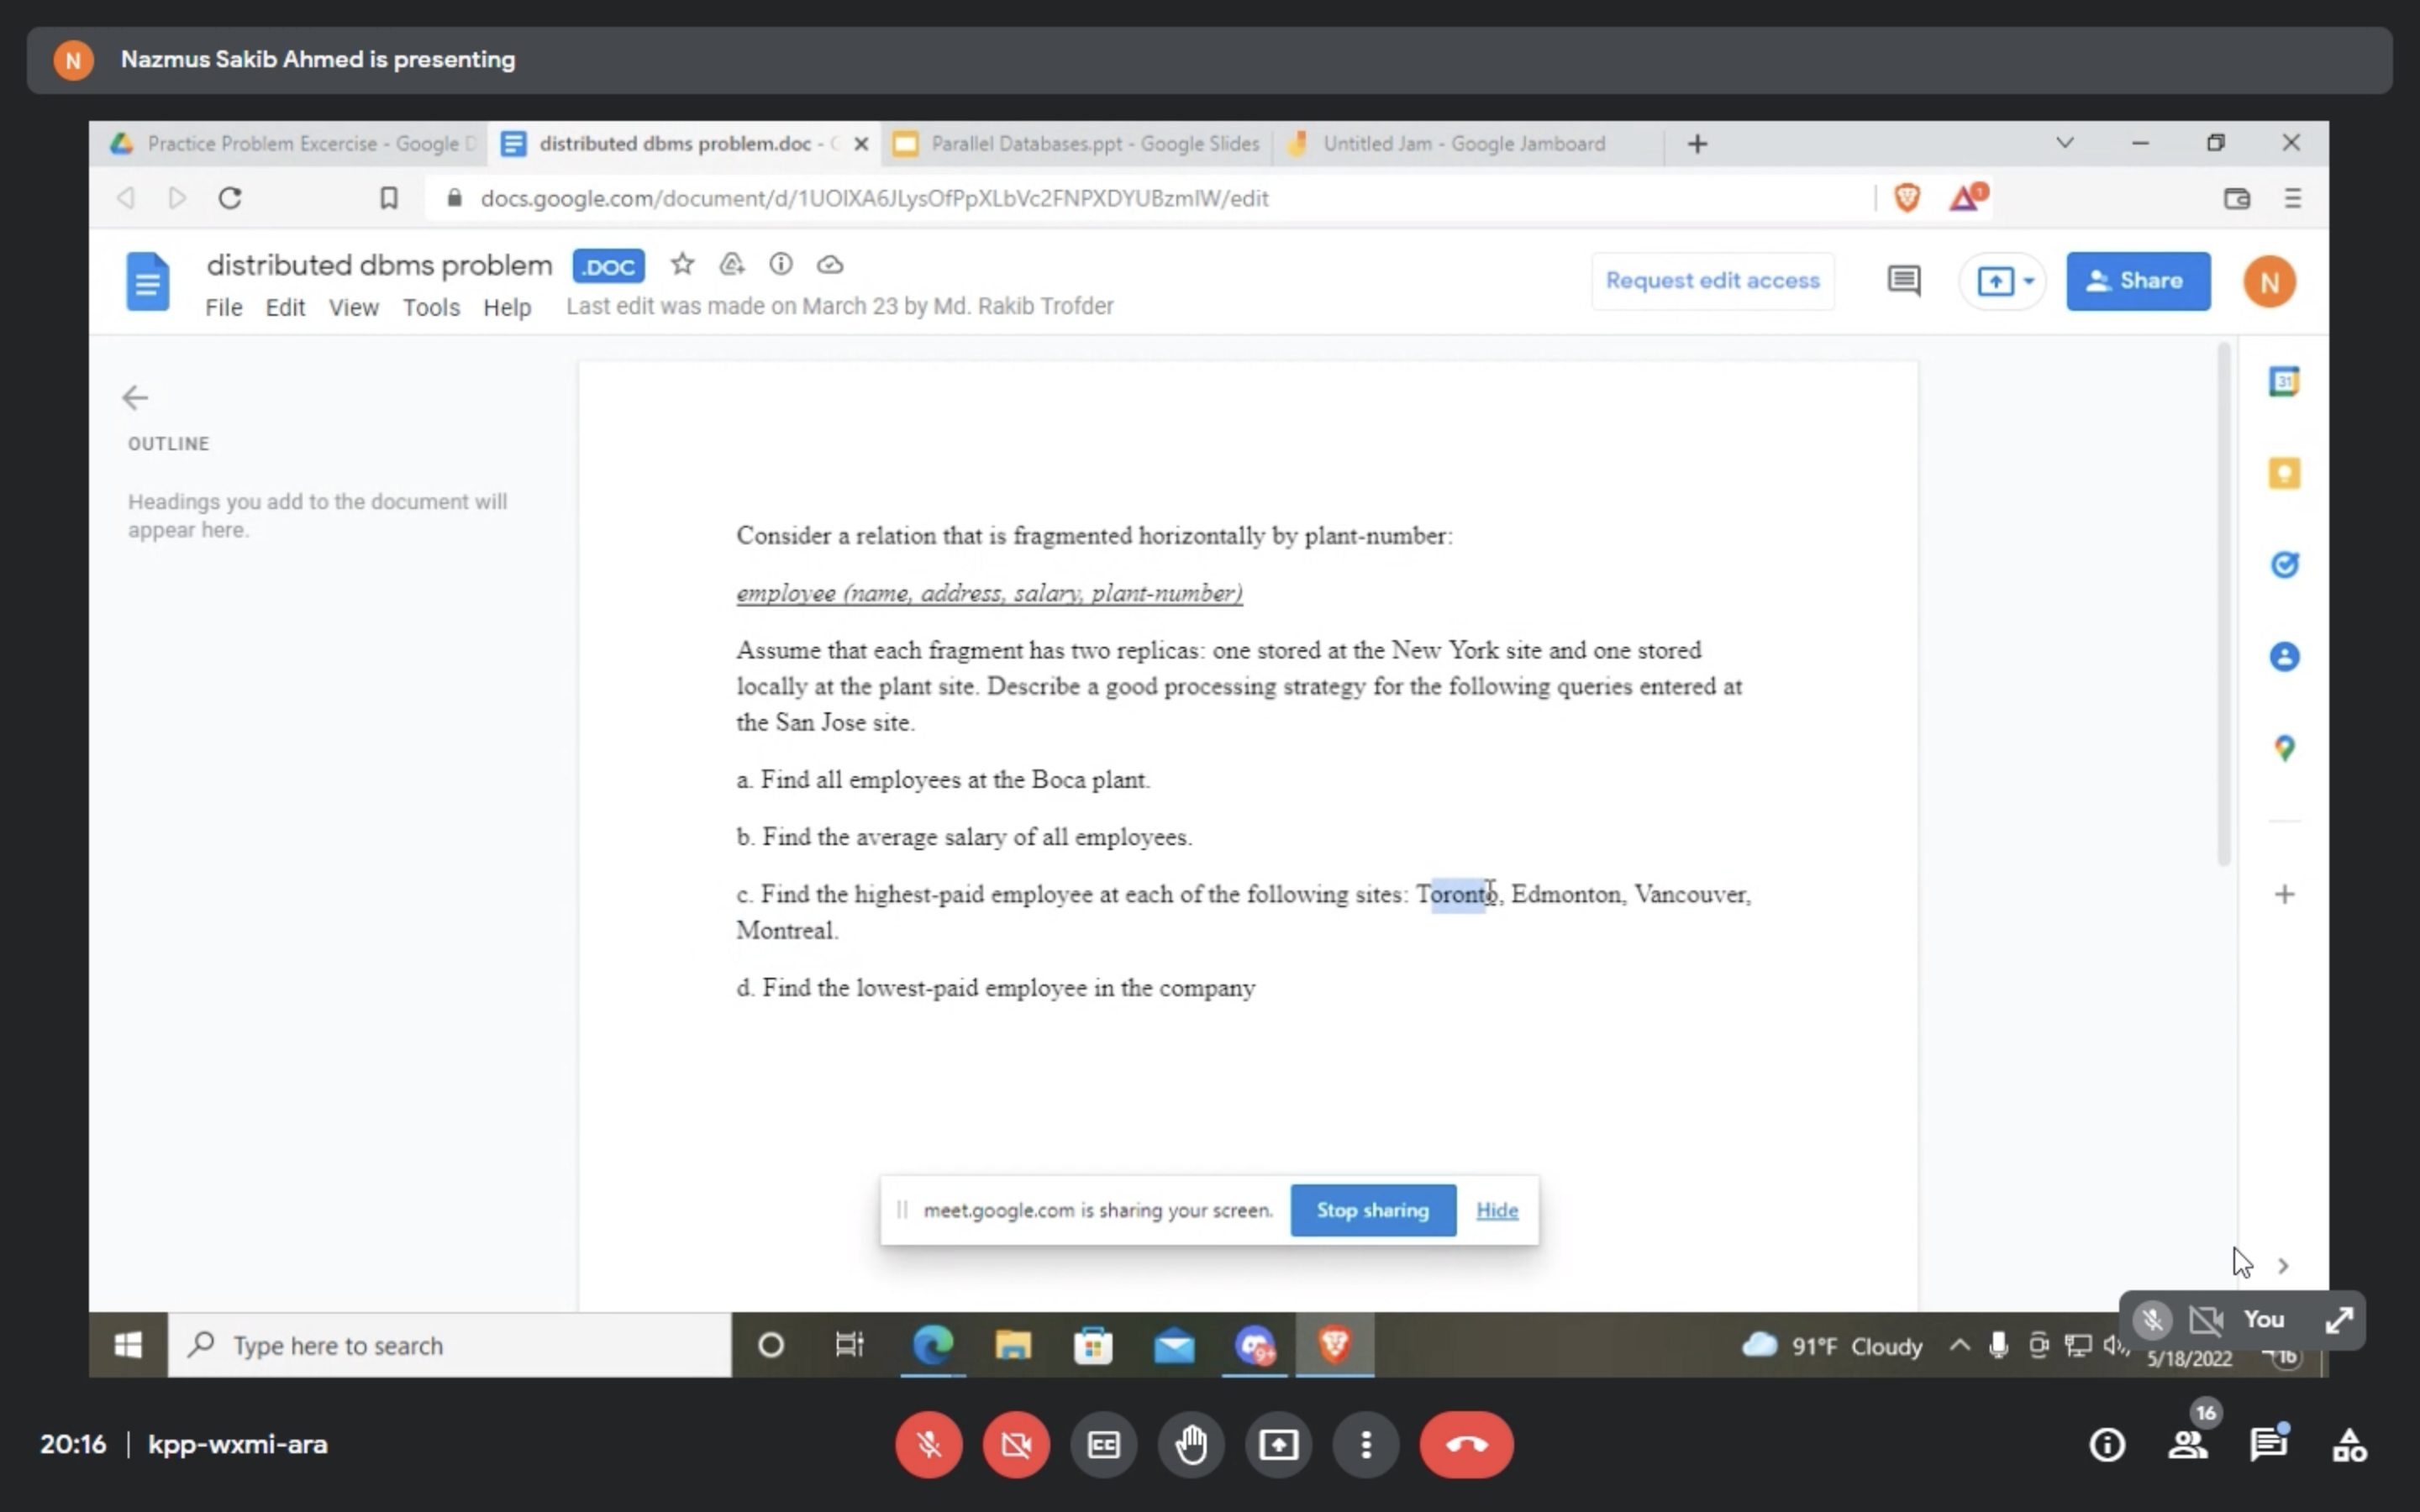 N Nazmus Sakib Ahmed is presenting
Practice Problem Excercise - Google D
distributed dbms problem.doc - G
Parallel Databases.ppt - Google Slides
Untitled Jam - Google Jamboard
docs.google.com/document/d/1UOIXA6JLysOfPpXLbVc2FNPXDYUBzmIW/edit
1
distributed dbms problem .DOC
Request edit access
Share
N
File Edit View Tools Help Last edit was made on March 23 by Md. Rakib Trofder
31
OUTLINE
Headings you add to the document will
appear here.
Consider a relation that is fragmented horizontally by plant-number:
employee (name, address, salary, plant-number)
Assume that each fragment has two replicas: one stored at the New York site and one stored
locally at the plant site. Describe a good processing strategy for the following queries entered at
the San Jose site.
a. Find all employees at the Boca plant.
b. Find the average salary of all employees.
c. Find the highest-paid employee at each of the following sites: Toronto, Edmonton, Vancouver,
Montreal.
d. Find the lowest-paid employee in the company
meet.google.com is sharing your screen. Stop sharing Hide
You
Type here to search
9+
91°F Cloudy
5/18/2022
16
20:16 | kpp-wxmi-ara
CC
16